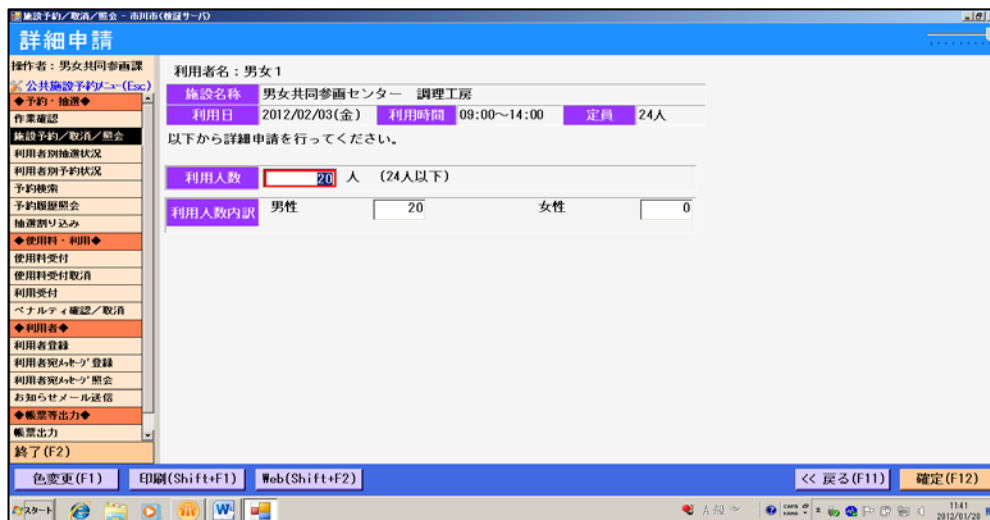 施設予約／取消／照会 - 市川市(検証サーバ)
詳細申請
操作者：男女共同参画課
公共施設予約メニュー(Esc)
◆予約・抽選◆
作業確認
施設予約／取消／照会
利用者別抽選状況
利用者別予約状況
予約検索
予約履歴照会
抽選割り込み
◆使用料・利用◆
使用料受付
使用料受付取消
利用受付
ペナルティ確認／取消
◆利用者◆
利用者登録
利用者宛メッセージ登録
利用者宛メッセージ照会
お知らせメール送信
◆帳票等出力◆
帳票出力
終了(F2)
利用者名：男女１
施設名称 男女共同参画センター 調理工房
利用日 2012/02/03(金) 利用時間 09:00～14:00 定員 24人
以下から詳細申請を行ってください。
利用人数 20 人 (24人以下)
利用人数内訳 男性 20 女性 0
色変更(F1) 印刷(Shift+F1) Web(Shift+F2) << 戻る(F11) 確定(F12)
スタート A 般 CAPS KANA 11:41
2012/01/20